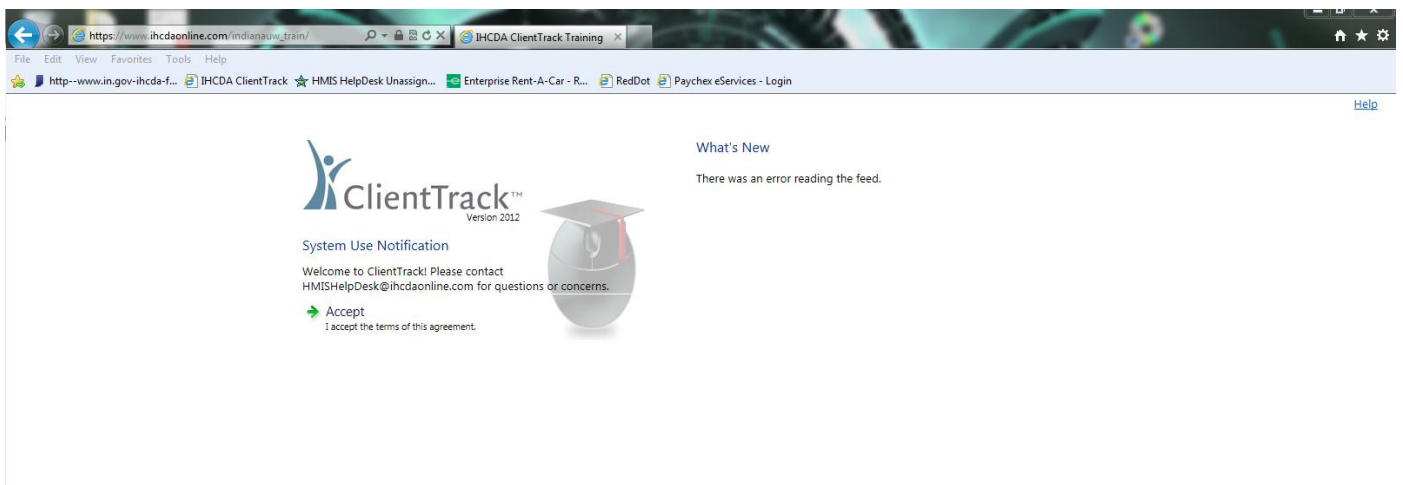 https://www.ihcdaonline.com/indianauw_train/
IHCDA ClientTrack Training
File Edit View Favorites Tools Help
http--www.in.gov-ihcda-f... IHCDA ClientTrack HMIS HelpDesk Unassign... Enterprise Rent-A-Car - R... RedDot Paychex eServices - Login
Help
ClientTrack™
Version 2012
System Use Notification
Welcome to ClientTrack! Please contact
HMISHelpDesk@ihcdaonline.com for questions or concerns.
Accept
I accept the terms of this agreement.
What's New
There was an error reading the feed.